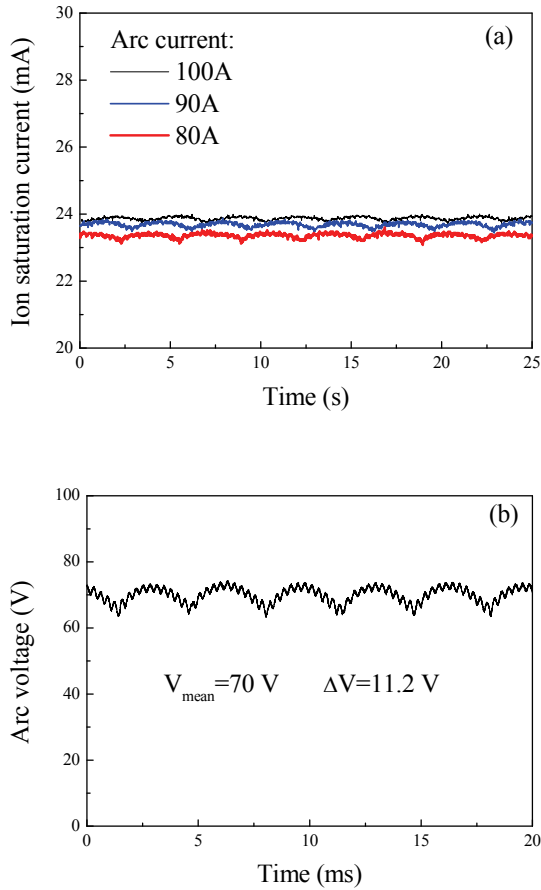 30
(a)
Arc current:
28
100A
90A
26
80A
24
22
20
0 5 10 15 20 25
Ion saturation current (mA)
Time (s)
100
(b)
80
60
40
V_mean=70 V ΔV=11.2 V
20
0
0 5 10 15 20
Arc voltage (V)
Time (ms)